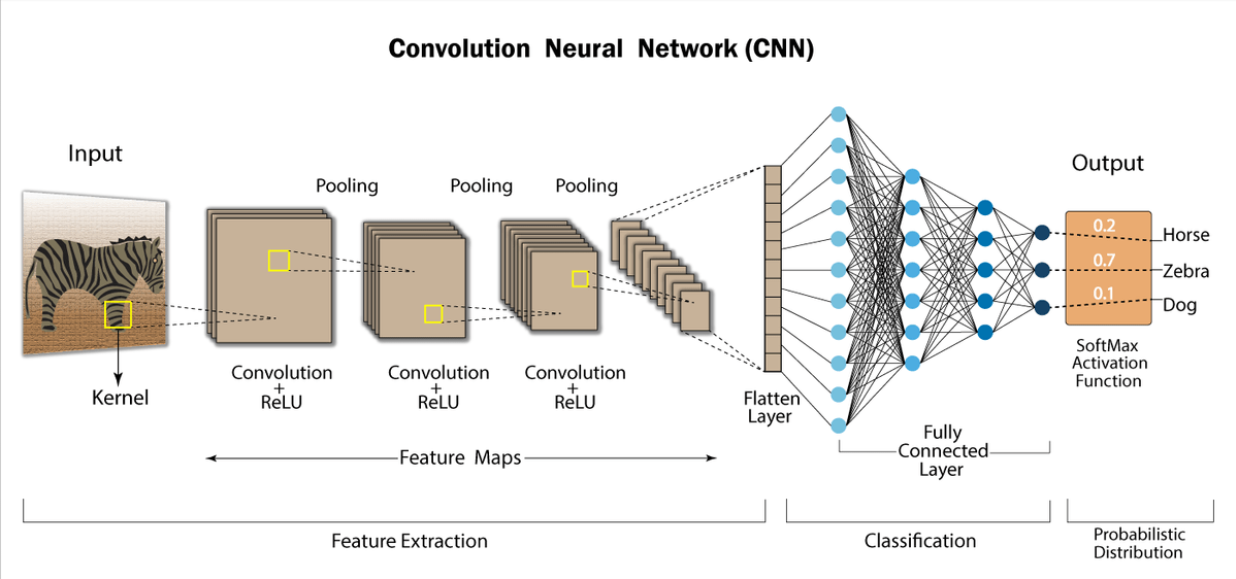 Convolution Neural Network (CNN)
Input
Output
Pooling
Pooling
Pooling
0.2
Horse
0.7
Zebra
0.1
Dog
Kernel
Convolution
+
ReLU
Convolution
+
ReLU
Convolution
+
ReLU
Flatten
Layer
SoftMax
Activation
Function
Feature Maps
Fully
Connected
Layer
Feature Extraction
Classification
Probabilistic
Distribution